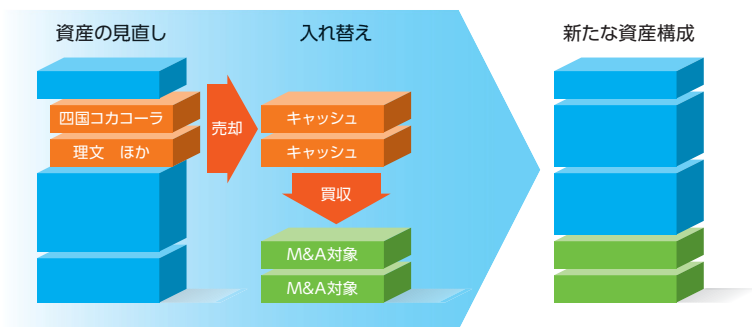 資産の見直し
入れ替え
新たな資産構成
四国コカコーラ
理文　ほか
売却
キャッシュ
キャッシュ
買収
M&A対象
M&A対象